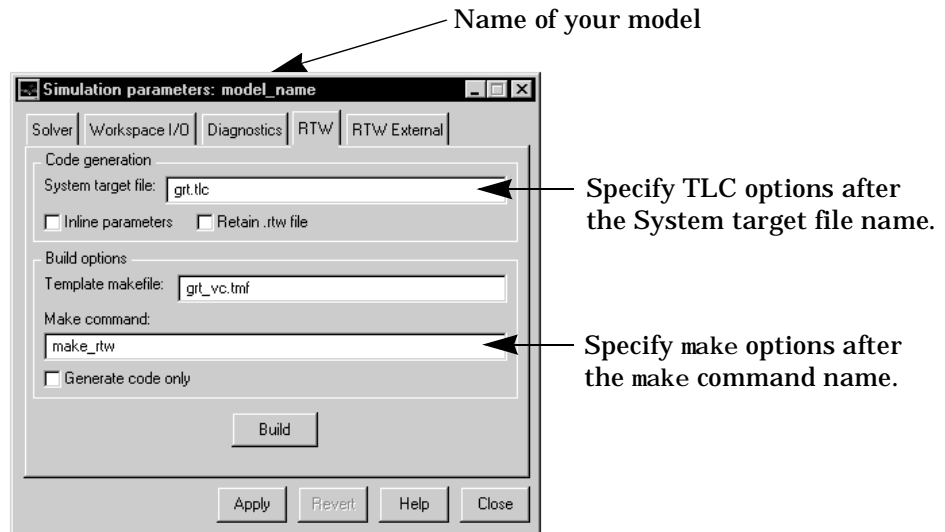 Name of your model
Simulation parameters: model_name
Solver Workspace I/O Diagnostics RTW RTW External
Code generation
System target file: grt.tlc
Inline parameters Retain .rtw file
Specify TLC options after
the System target file name.
Build options
Template makefile: grt_vc.tmf
Make command:
make_rtw
Generate code only
Specify make options after
the make command name.
Build
Apply Revert Help Close